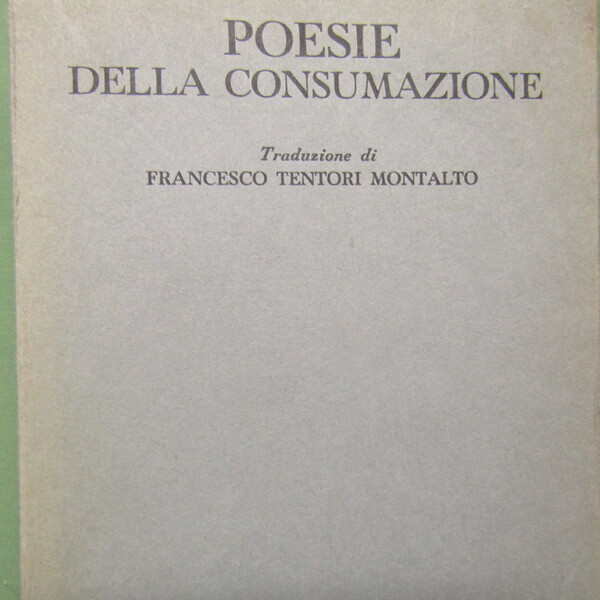 POESIE
DELLA CONSUMAZIONE
Traduzione di
FRANCESCO TENTORI MONTALTO